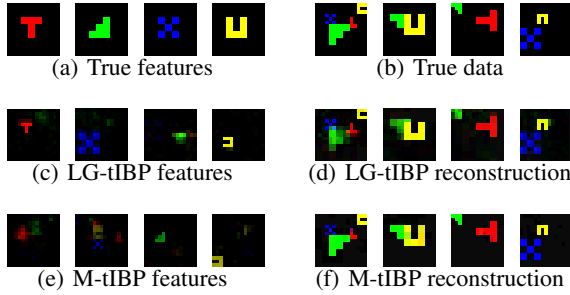 (a) True features
(b) True data
(c) LG-tIBP features
(d) LG-tIBP reconstruction
(e) M-tIBP features
(f) M-tIBP reconstruction